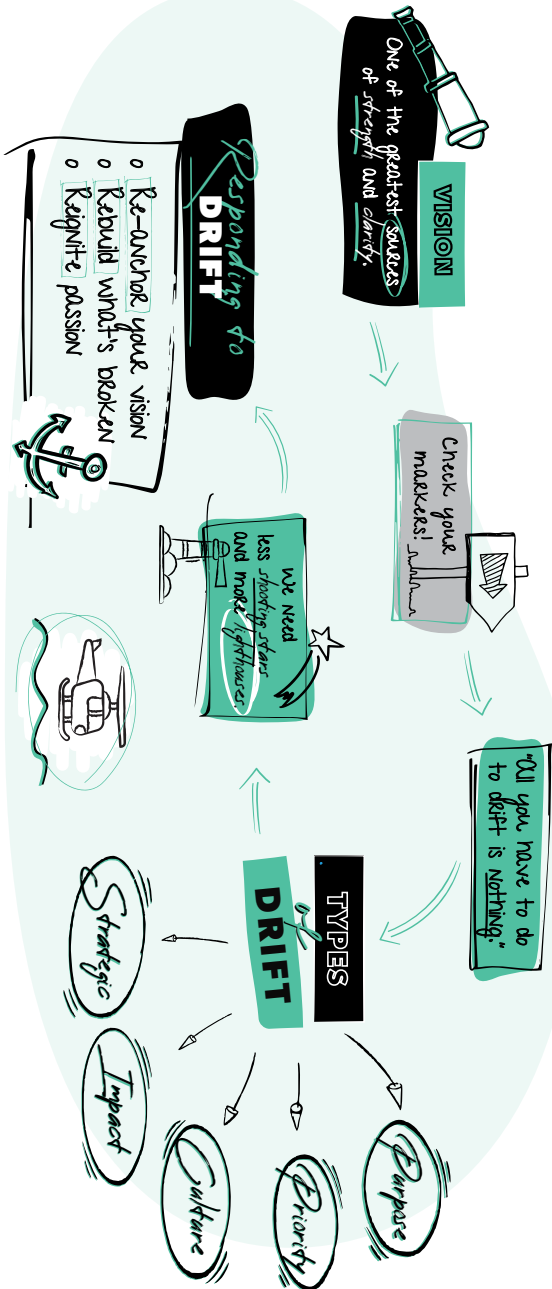 VISION
One of the greatest sources
of strength and clarity.
Check your
markers!
"All you have to do
to drift is NOTHING."
TYPES
of
DRIFT
Purpose
Priority
Culture
Impact
Strategic
We need
less shooting stars
and more lighthouses.
Responding to
DRIFT
o Re-anchor your vision
o Rebuild what's broken
o Reignite passion